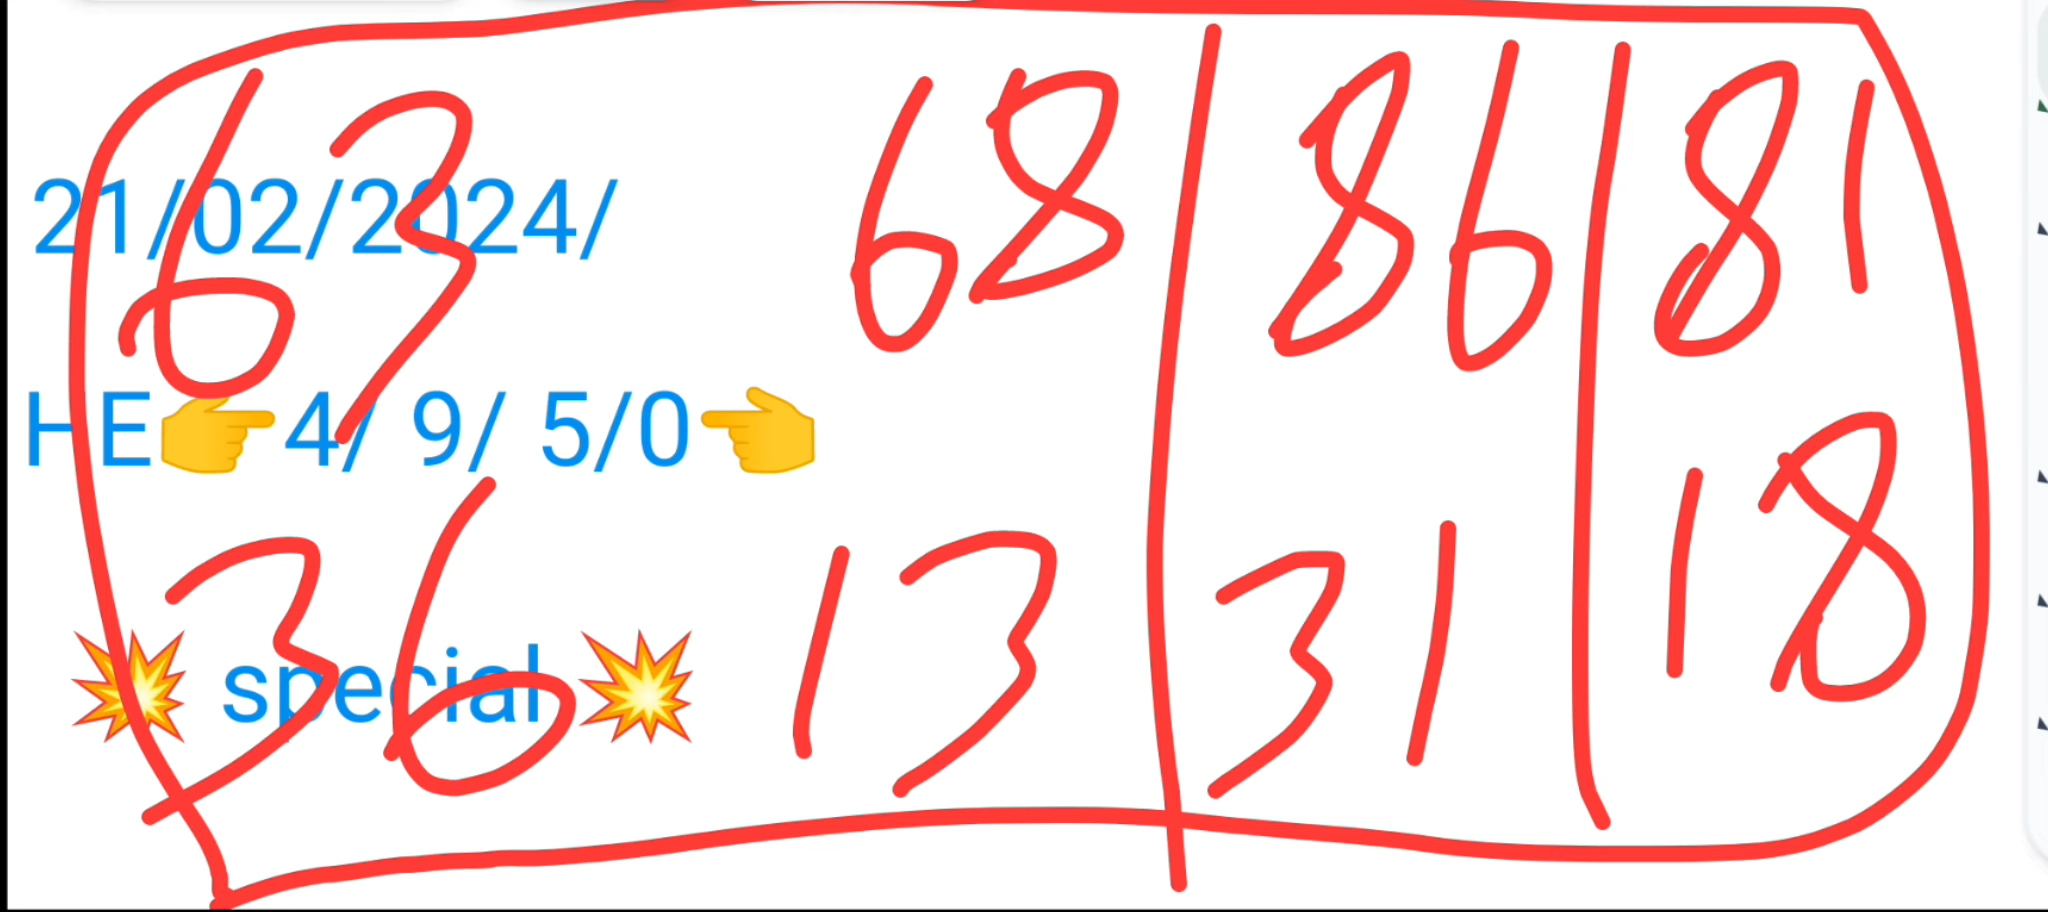 63 68 86 81
21/02/2024/
HE👉4/ 9/ 5/0👈
36 13 31 18
💥 special💥